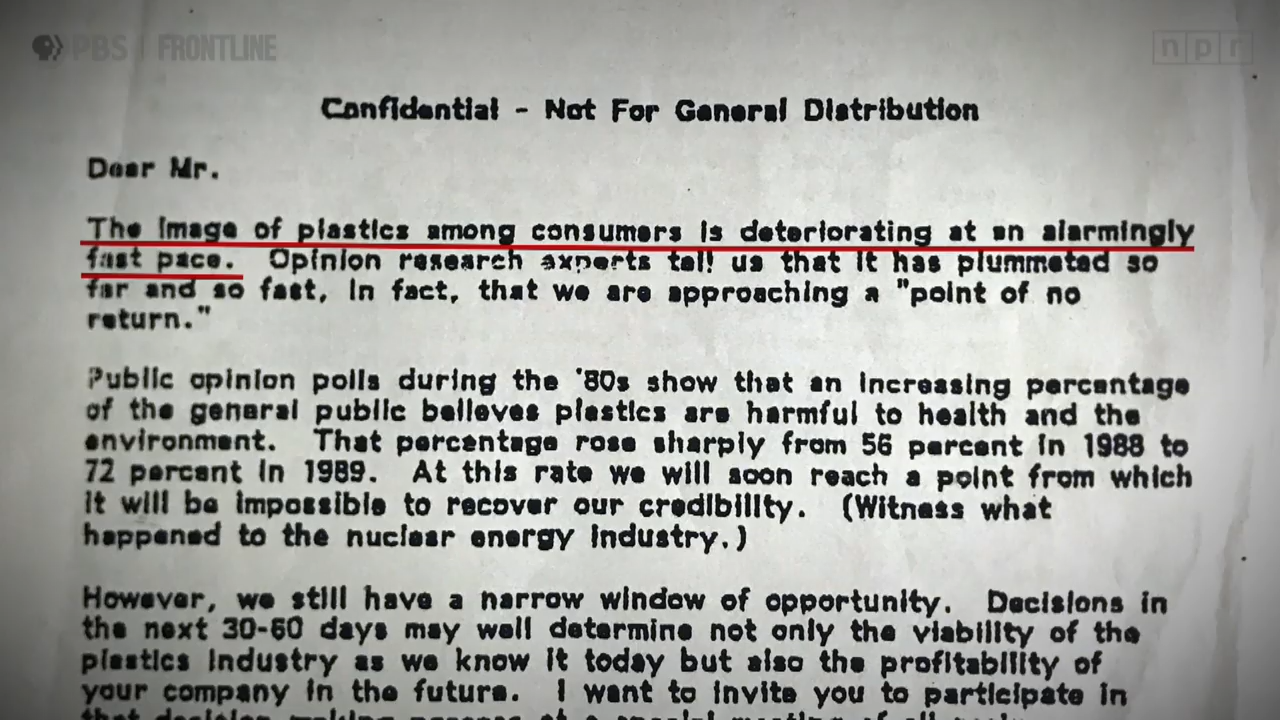 PBS | FRONTLINE
npr
Confidential - Not For General Distribution
Dear Mr.
The image of plastics among consumers is deteriorating at an alarmingly
fast pace. Opinion research experts tell us that it has plummeted so
far and so fast, in fact, that we are approaching a "point of no
return."
Public opinion polls during the '80s show that an increasing percentage
of the general public believes plastics are harmful to health and the
environment. That percentage rose sharply from 56 percent in 1988 to
72 percent in 1989. At this rate we will soon reach a point from which
it will be impossible to recover our credibility. (Witness what
happened to the nuclear energy industry.)
However, we still have a narrow window of opportunity. Decisions in
the next 30-60 days may well determine not only the viability of the
plastics industry as we know it today but also the profitability of
your company in the future. I want to invite you to participate in